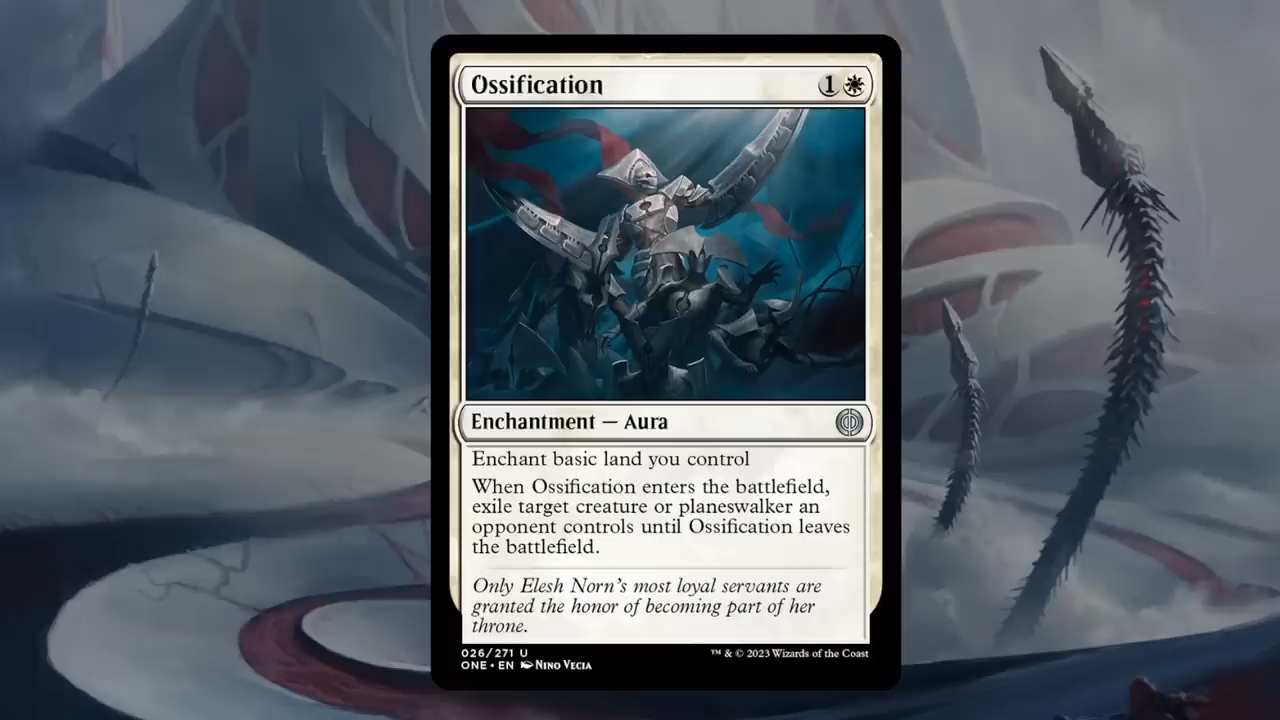 Ossification
1
Enchantment — Aura
Enchant basic land you control
When Ossification enters the battlefield,
exile target creature or planeswalker an
opponent controls until Ossification leaves
the battlefield.
Only Elesh Norn's most loyal servants are
granted the honor of becoming part of her
throne.
026/271 U
ONE • EN Nino Vecia
™ & © 2023 Wizards of the Coast